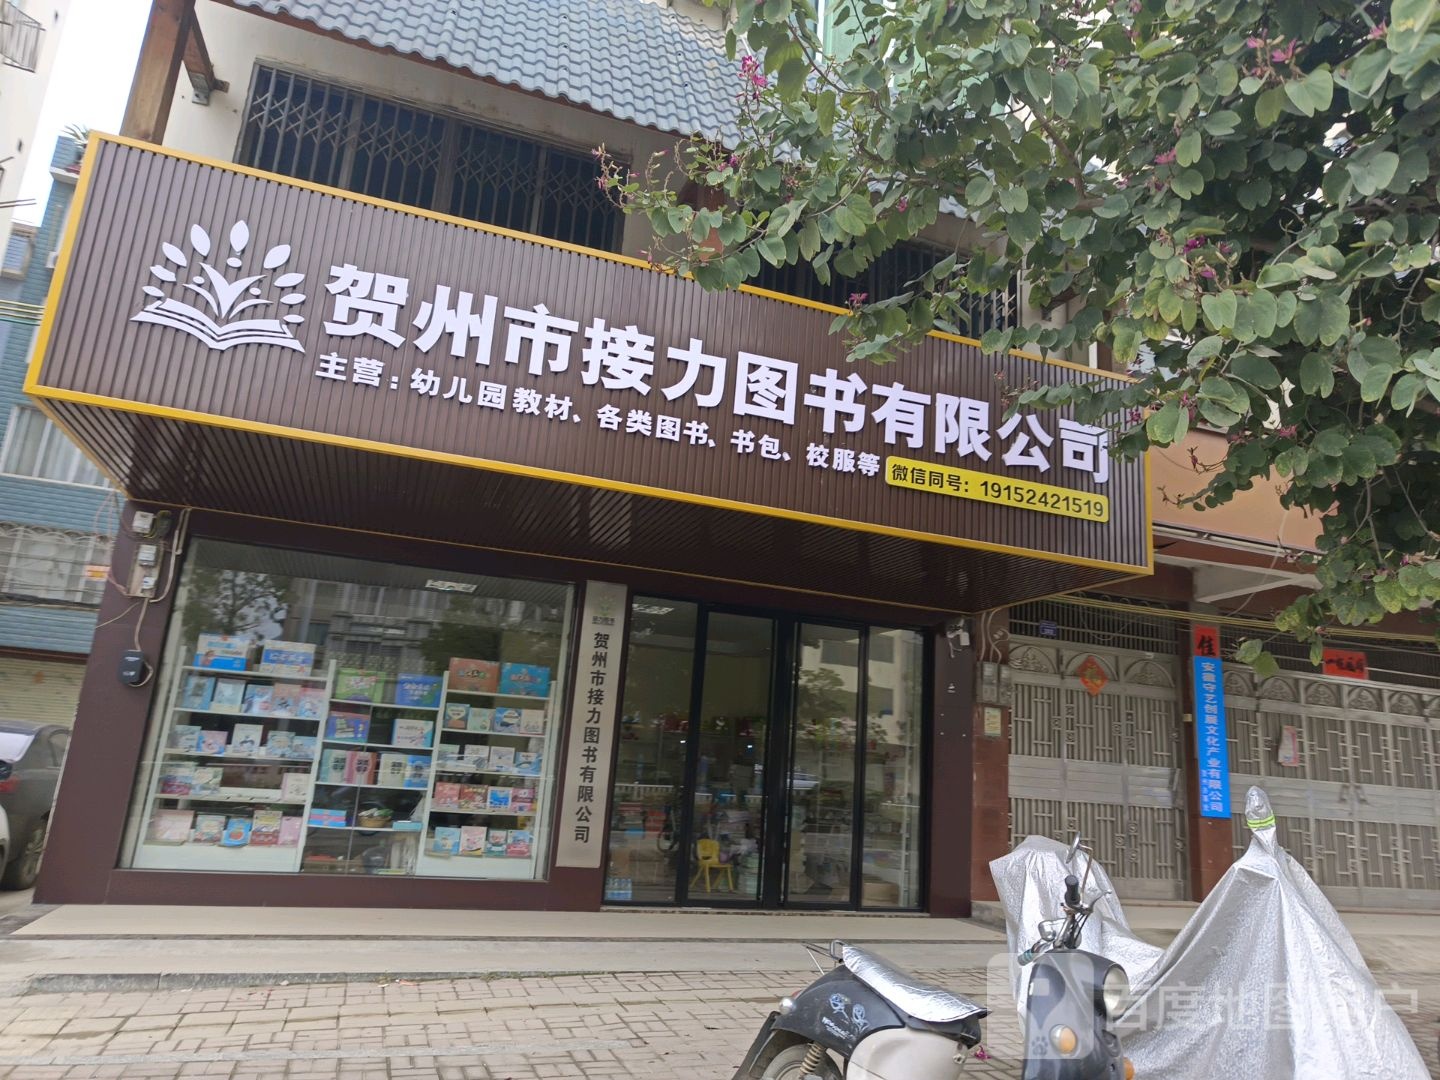 贺州市接力图书有限公司
主营：幼儿园教材、各类图书、书包、校服等
微信同号：19152421519
贺州市接力图书有限公司
安徽守艺创展文化产业有限公司
佳
百度地图用户